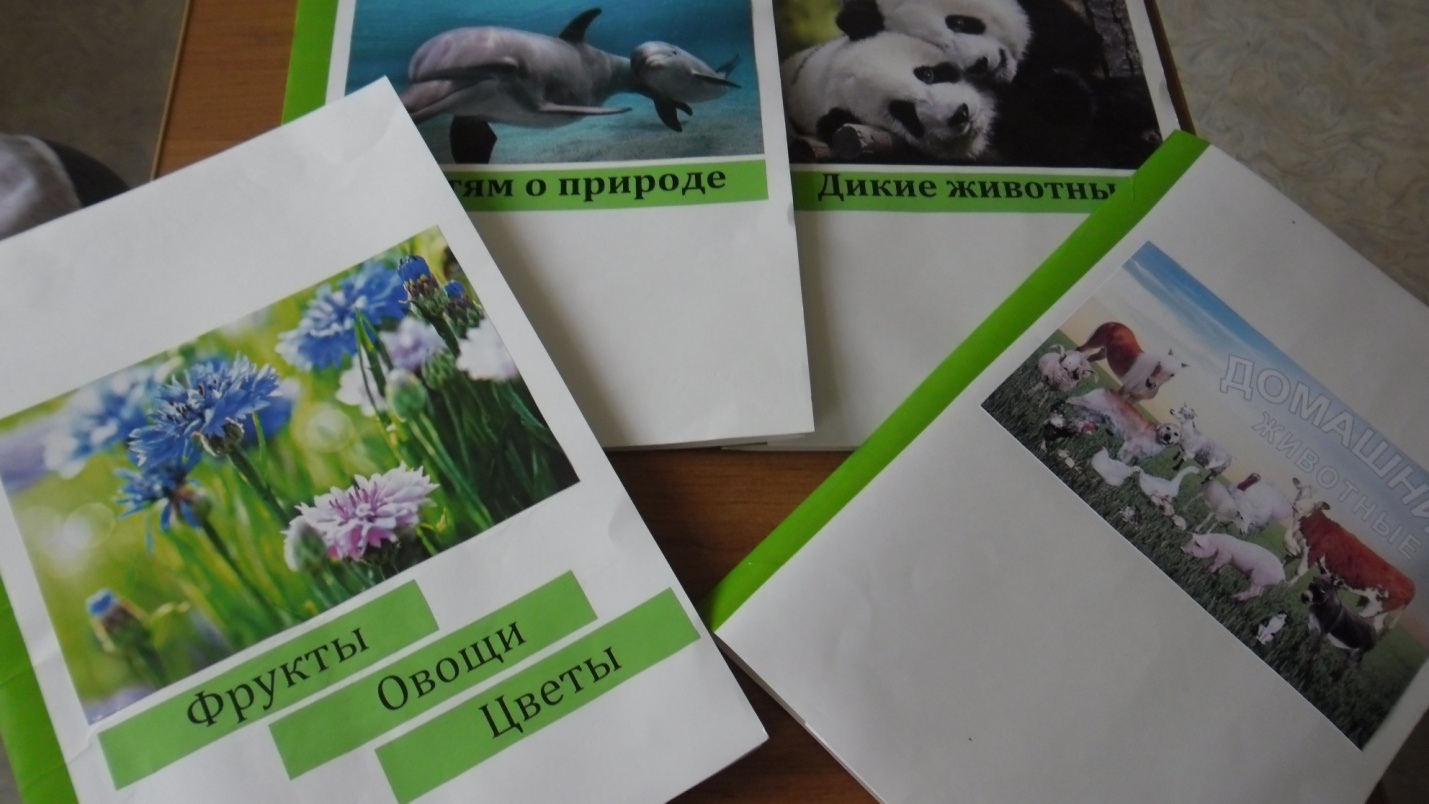 тям о природе
Дикие животны
Фрукты
Овощи
Цветы
ДОМАШНИ
ЖИВОТНЫЕ